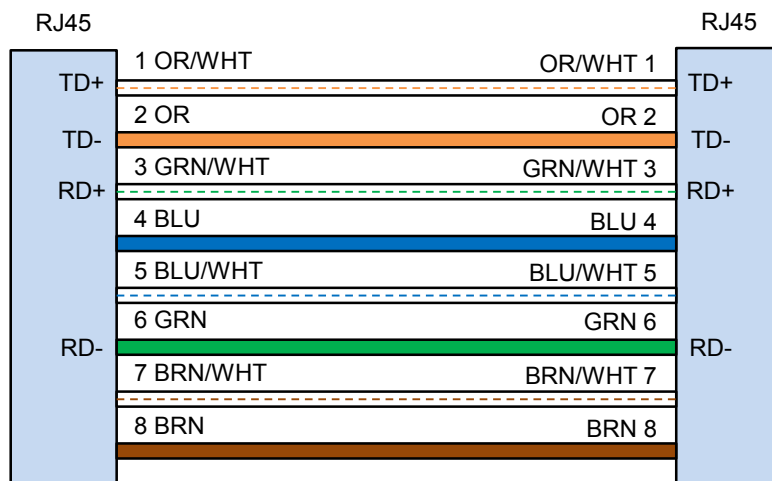 RJ45 RJ45
1 OR/WHT OR/WHT 1
TD+ TD+
2 OR OR 2
TD- TD-
3 GRN/WHT GRN/WHT 3
RD+ RD+
4 BLU BLU 4
5 BLU/WHT BLU/WHT 5
6 GRN GRN 6
RD- RD-
7 BRN/WHT BRN/WHT 7
8 BRN BRN 8